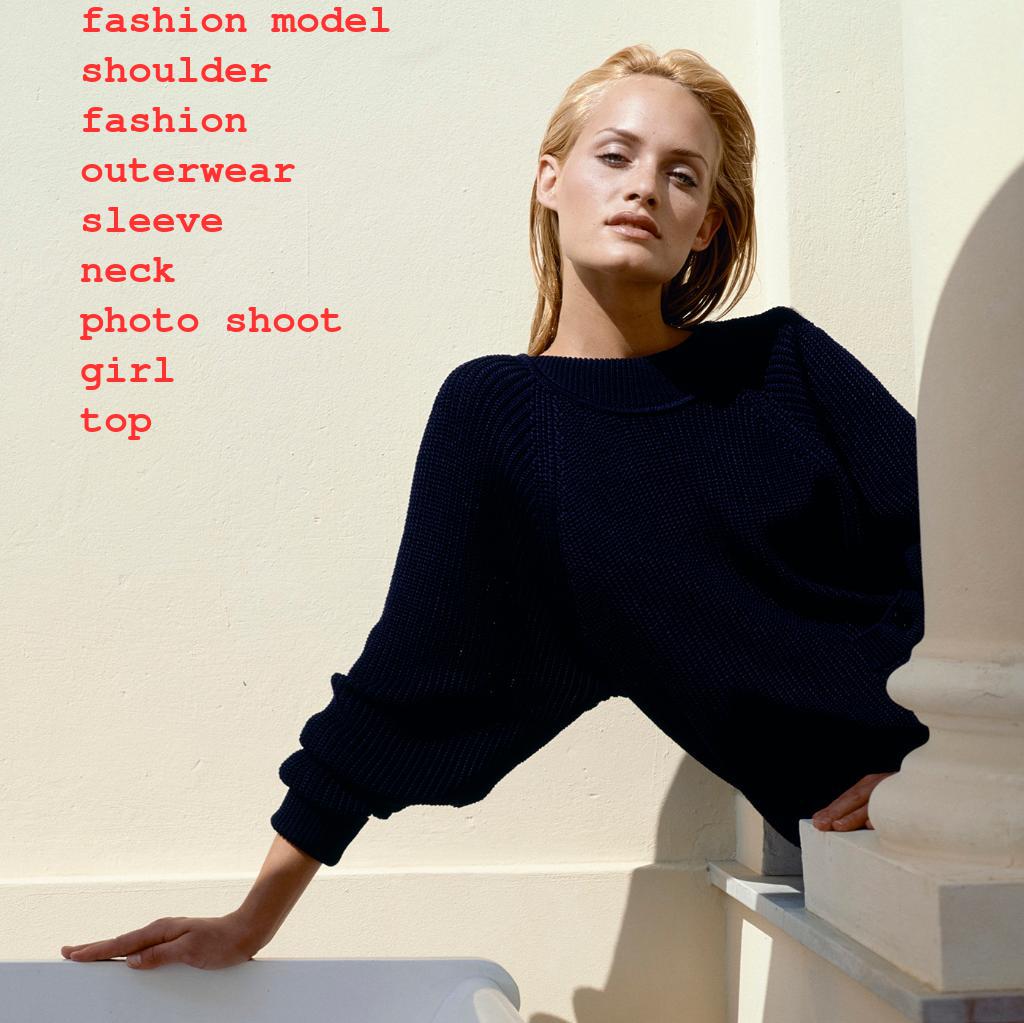 fashion model
shoulder
fashion
outerwear
sleeve
neck
photo shoot
girl
top